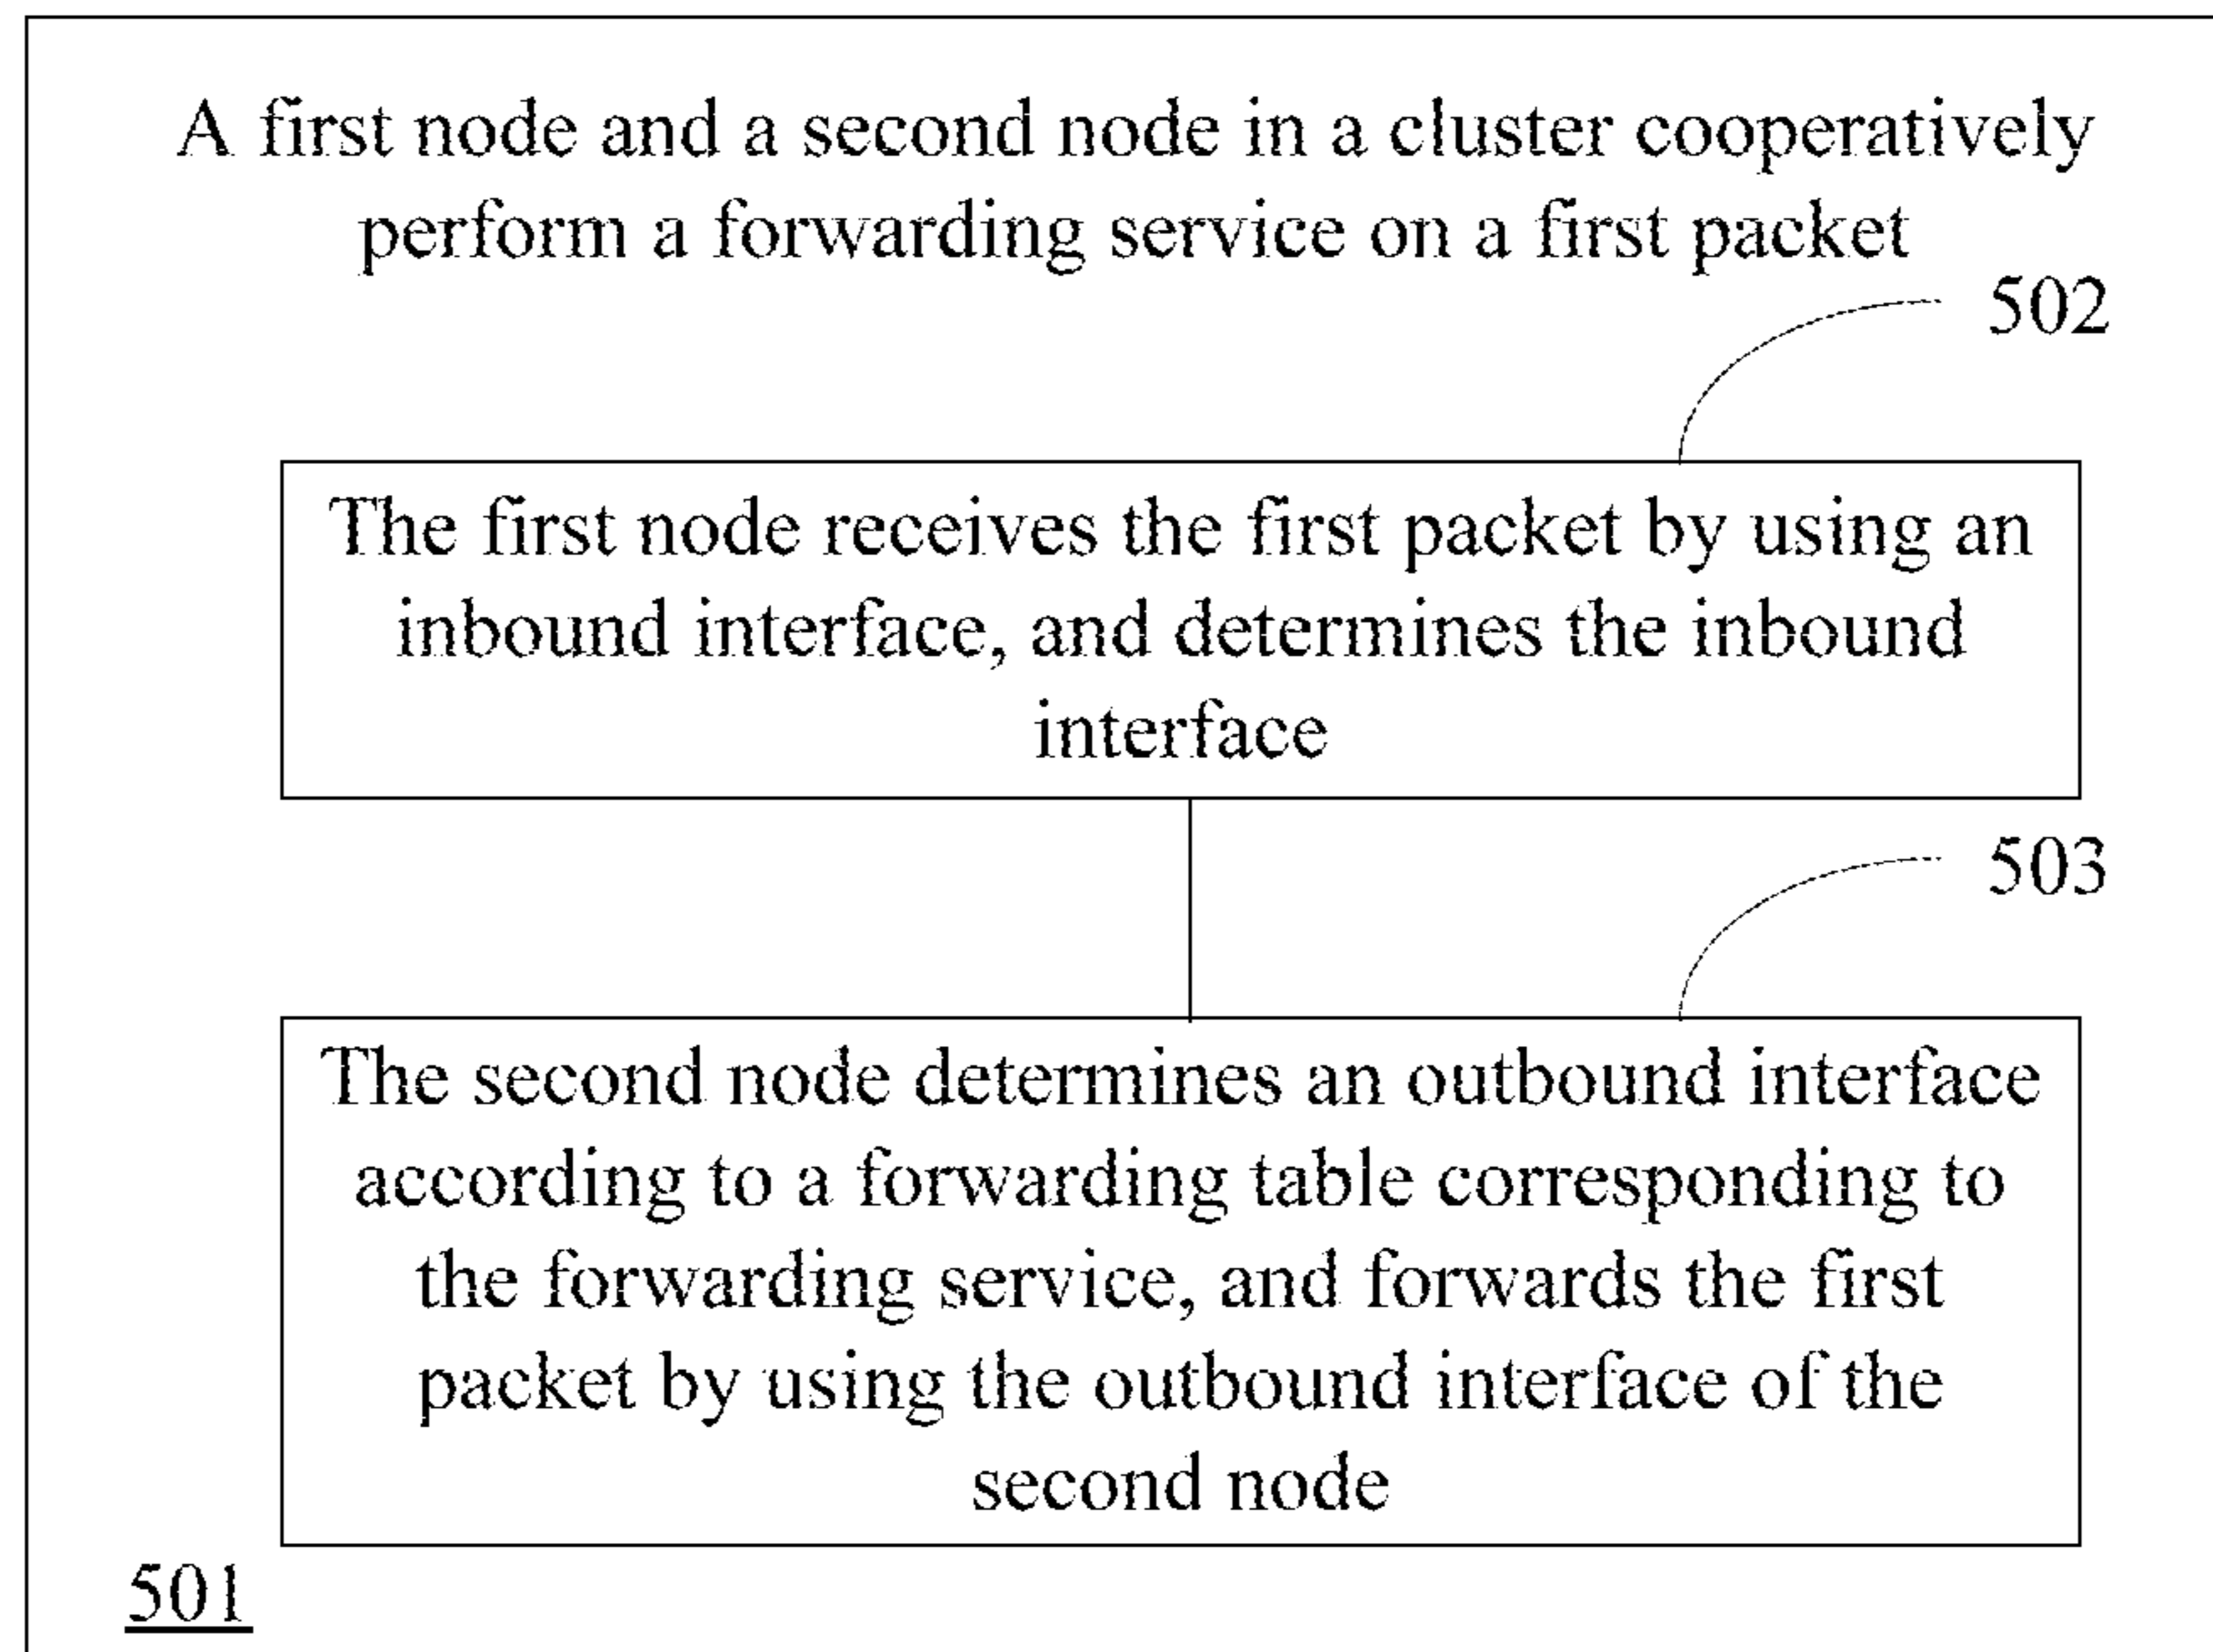 A first node and a second node in a cluster cooperatively
perform a forwarding service on a first packet
502
The first node receives the first packet by using an
inbound interface, and determines the inbound
interface
503
The second node determines an outbound interface
according to a forwarding table corresponding to
the forwarding service, and forwards the first
packet by using the outbound interface of the
second node
501